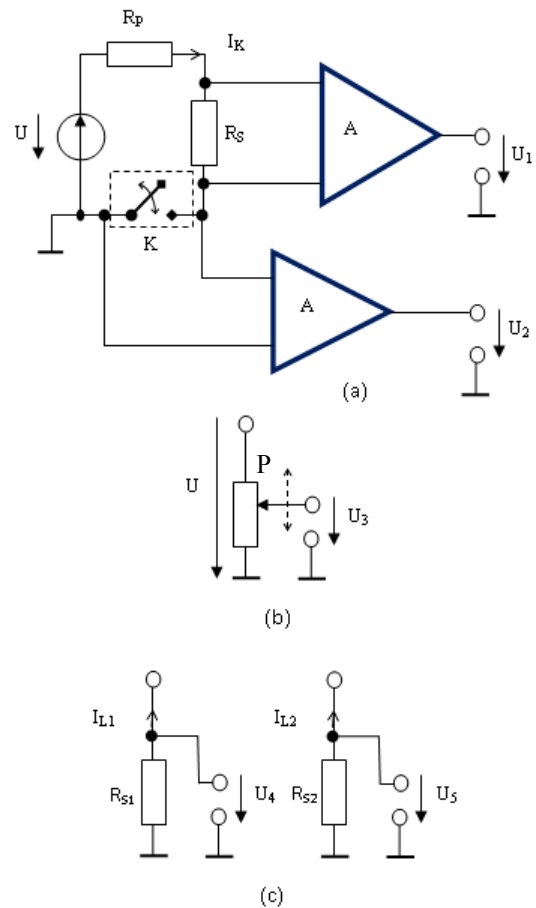 R_P
I_K
U
R_S
A
U_1
K
A
U_2
(a)
P
U
U_3
(b)
I_L1
I_L2
R_S1
U_4
R_S2
U_5
(c)